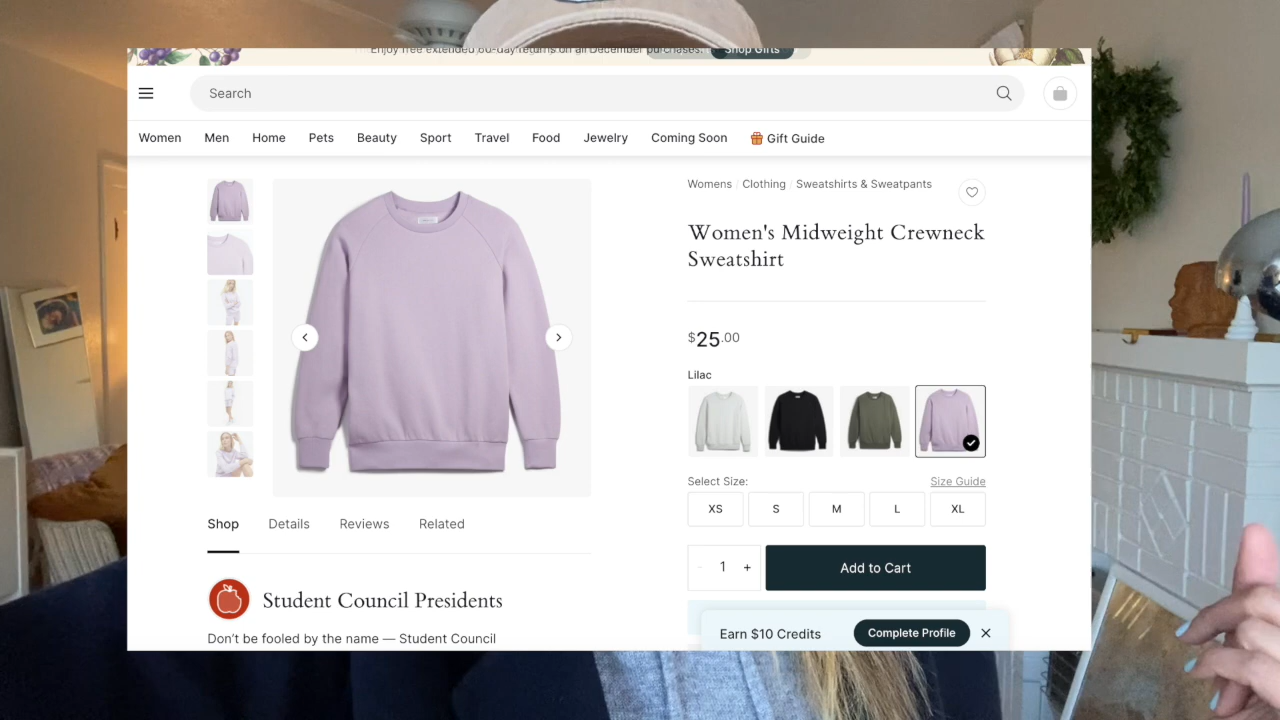 Enjoy free extended 60-day returns on all December purchases.
Shop Gifts
Search
Women Men Home Pets Beauty Sport Travel Food Jewelry Coming Soon Gift Guide
Womens / Clothing / Sweatshirts & Sweatpants
Women's Midweight Crewneck
Sweatshirt
$25.00
Lilac
Select Size: Size Guide
XS S M L XL
- 1 +
Add to Cart
Shop Details Reviews Related
Student Council Presidents
Don't be fooled by the name — Student Council
Earn $10 Credits
Complete Profile